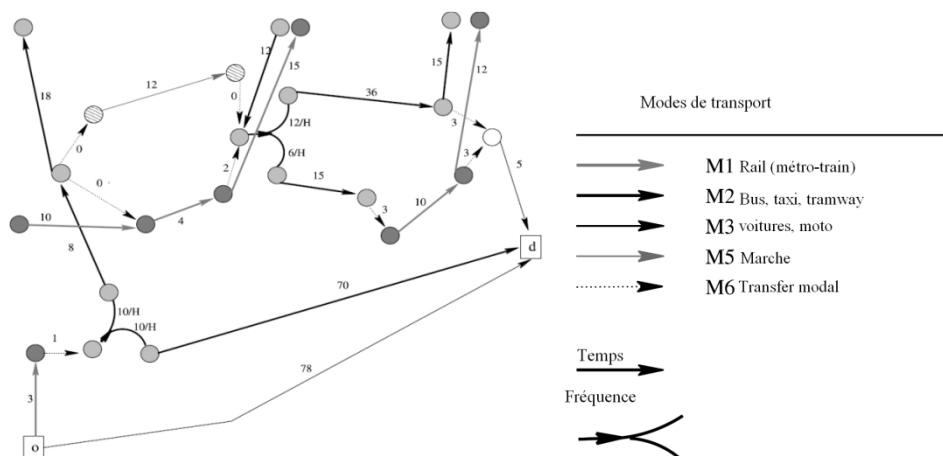 12
15
15
12
18
12
0
0
36
3
12/H
6/H
2
0
4
10
8
15
3
10
3
5
d
70
10/H
10/H
1
78
3
o
Modes de transport
M1 Rail (métro-train)
M2 Bus, taxi, tramway
M3 voitures, moto
M5 Marche
M6 Transfer modal
Temps
Fréquence